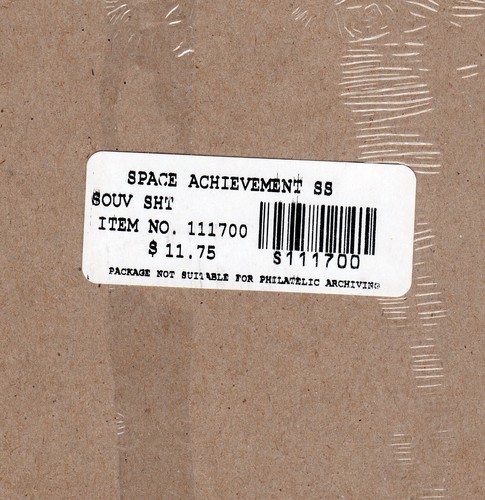 SPACE ACHIEVEMENT SS
SOUV SHT
ITEM NO. 111700
$ 11.75
S111700
PACKAGE NOT SUITABLE FOR PHILATELIC ARCHIVING